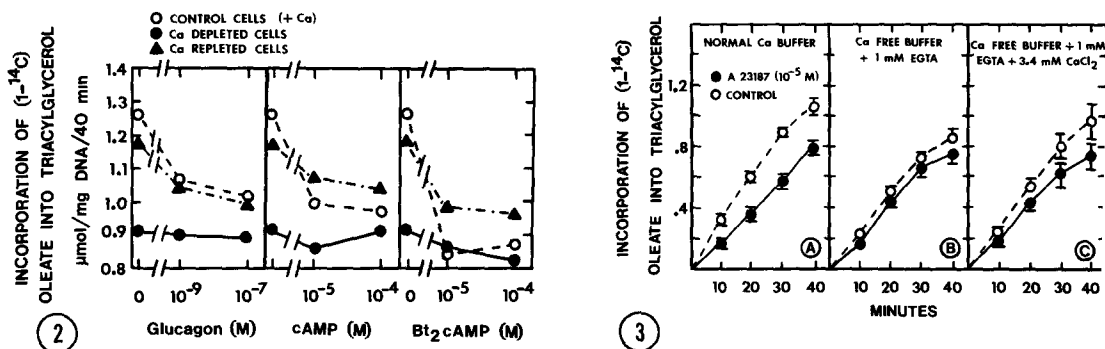 CONTROL CELLS (+ Ca)
Ca DEPLETED CELLS
Ca REPLETED CELLS
INCORPORATION OF (1-14C)
OLEATE INTO TRIACYLGLYCEROL
μmol/mg DNA/40 min
1.4
1.3
1.2
1.1
1.0
0.9
0.8
0 10-9 10-7
0 10-5 10-4
0 10-5 10-4
Glucagon (M)
cAMP (M)
Bt2 cAMP (M)
2
INCORPORATION OF (1-14C)
OLEATE INTO TRIACYLGLYCEROL
1.2
.8
.4
NORMAL Ca BUFFER
A 23187 (10-5 M)
CONTROL
A
Ca FREE BUFFER
+ 1 mM EGTA
B
Ca FREE BUFFER + 1 mM
EGTA + 3.4 mM CaCl2
C
10 20 30 40
10 20 30 40
10 20 30 40
MINUTES
3